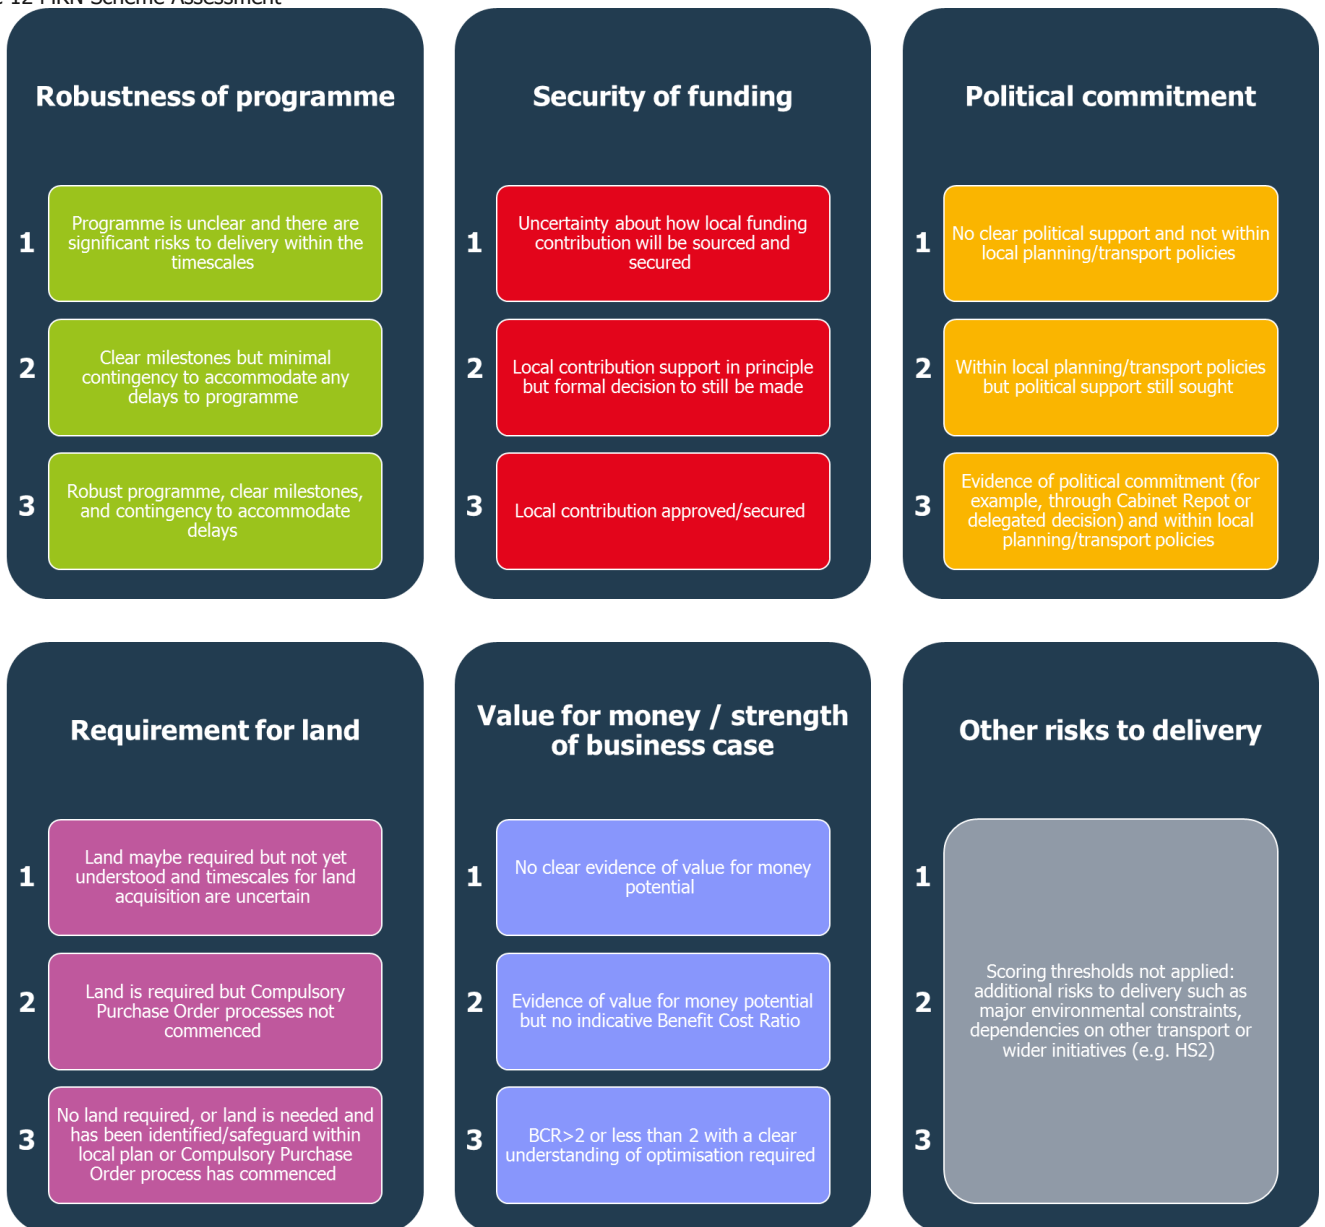 12 MRN Scheme Assessment
Robustness of programme
1
Programme is unclear and there are
significant risks to delivery within the
timescales
2
Clear milestones but minimal
contingency to accommodate any
delays to programme
3
Robust programme, clear milestones,
and contingency to accommodate
delays
Security of funding
1
Uncertainty about how local funding
contribution will be sourced and
secured
2
Local contribution support in principle
but formal decision to still be made
3
Local contribution approved/secured
Political commitment
1
No clear political support and not within
local planning/transport policies
2
Within local planning/transport policies
but political support still sought
3
Evidence of political commitment (for
example, through Cabinet Repot or
delegated decision) and within local
planning/transport policies
Requirement for land
1
Land maybe required but not yet
understood and timescales for land
acquisition are uncertain
2
Land is required but Compulsory
Purchase Order processes not
commenced
3
No land required, or land is needed and
has been identified/safeguard within
local plan or Compulsory Purchase
Order process has commenced
Value for money / strength
of business case
1
No clear evidence of value for money
potential
2
Evidence of value for money potential
but no indicative Benefit Cost Ratio
3
BCR>2 or less than 2 with a clear
understanding of optimisation required
Other risks to delivery
1
2
3
Scoring thresholds not applied:
additional risks to delivery such as
major environmental constraints,
dependencies on other transport or
wider initiatives (e.g. HS2)